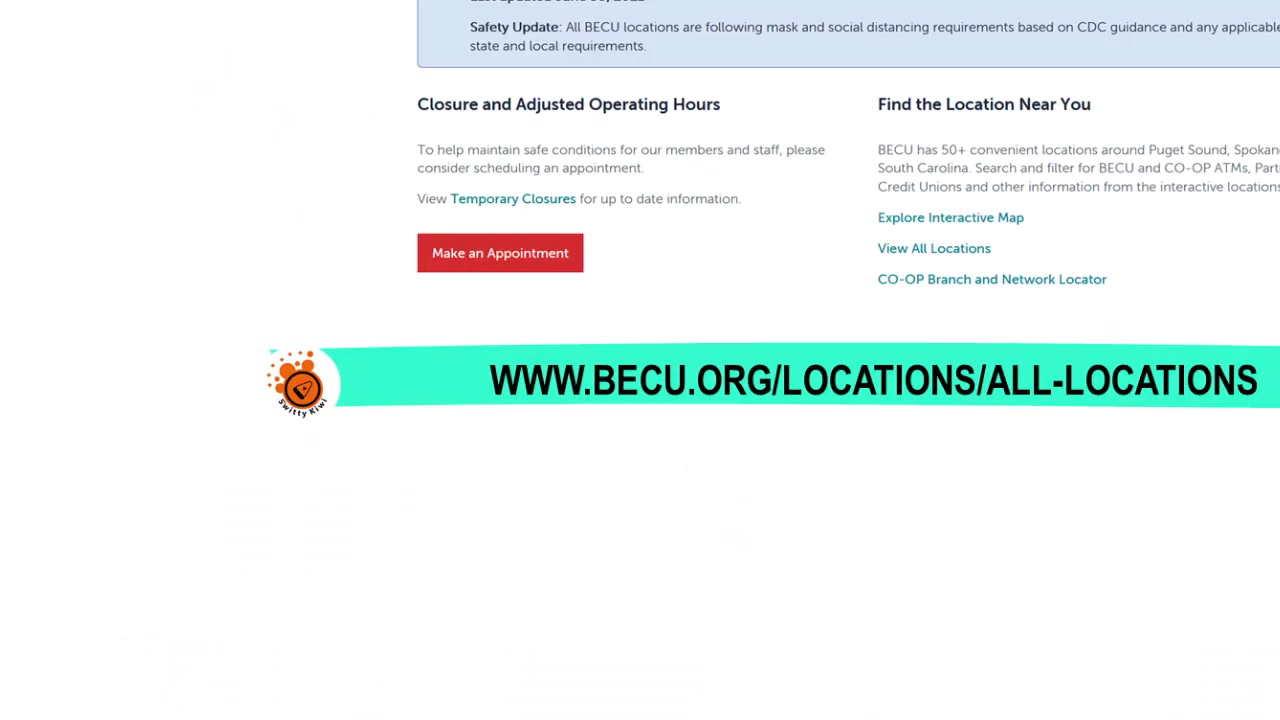 Safety Update: All BECU locations are following mask and social distancing requirements based on CDC guidance and any applicable
state and local requirements.
Closure and Adjusted Operating Hours
To help maintain safe conditions for our members and staff, please
consider scheduling an appointment.
View Temporary Closures for up to date information.
Make an Appointment
Find the Location Near You
BECU has 50+ convenient locations around Puget Sound,
South Carolina. Search and filter for BECU and CO-OP ATMs,
Credit Unions and other information from the interactive locations
Explore Interactive Map
View All Locations
CO-OP Branch and Network Locator
Switty Kiwi
WWW.BECU.ORG/LOCATIONS/ALL-LOCATIONS